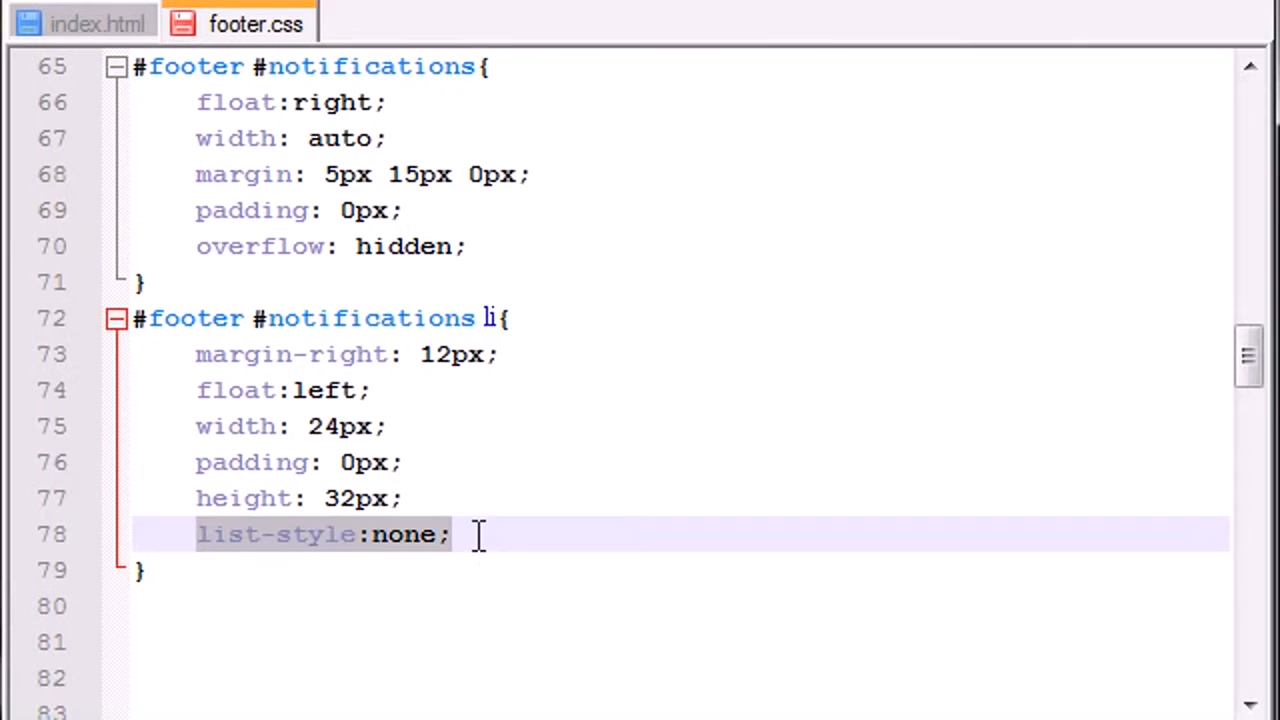 index.html footer.css
65 #footer #notifications{
66 float:right;
67 width: auto;
68 margin: 5px 15px 0px;
69 padding: 0px;
70 overflow: hidden;
71 }
72 #footer #notifications li{
73 margin-right: 12px;
74 float:left;
75 width: 24px;
76 padding: 0px;
77 height: 32px;
78 list-style:none;
79 }
80
81
82
83